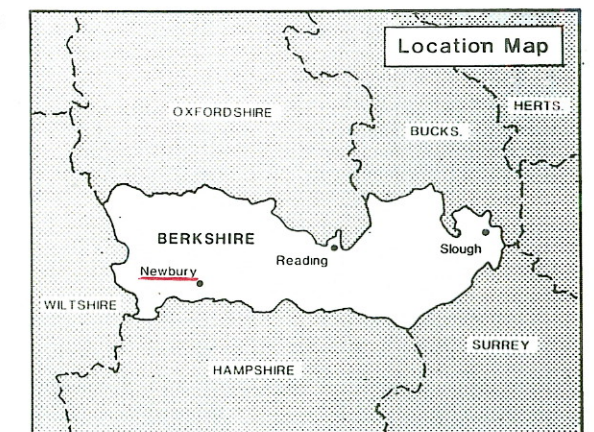 Location Map
HERTS.
OXFORDSHIRE
BUCKS.
BERKSHIRE
Slough
Reading
Newbury
WILTSHIRE
SURREY
HAMPSHIRE